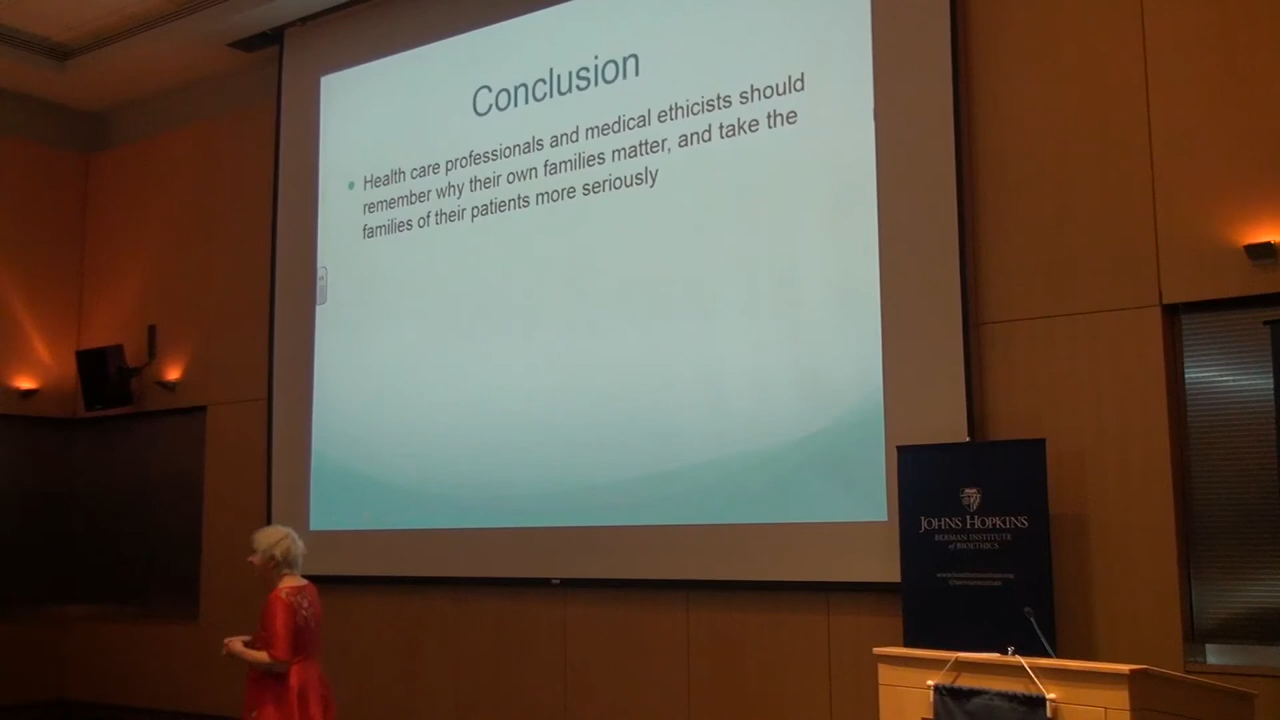 Conclusion
Health care professionals and medical ethicists should
remember why their own families matter, and take the
families of their patients more seriously
JOHNS HOPKINS
BERMAN INSTITUTE
of BIOETHICS